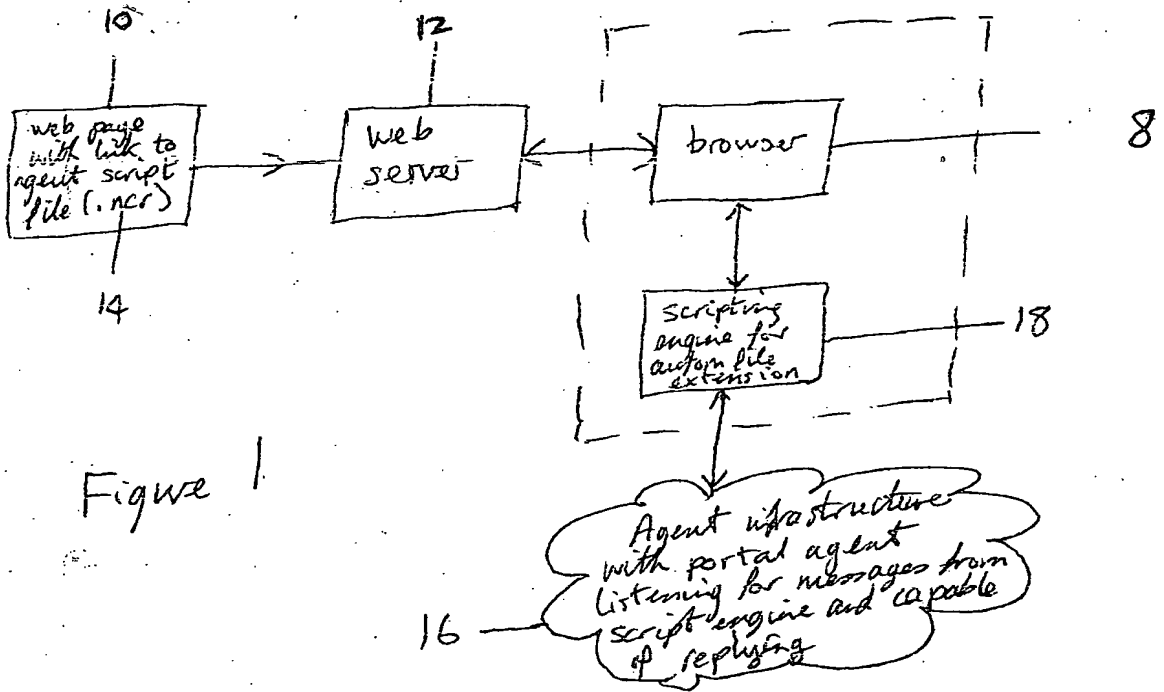 10
12
web page
with link to
agent script
file (.ncr)
web
server
browser
8
14
scripting
engine for
custom file
extension
18
Figure 1
Agent infrastructure
with portal agent
listening for messages from
script engine and capable
of replying
16